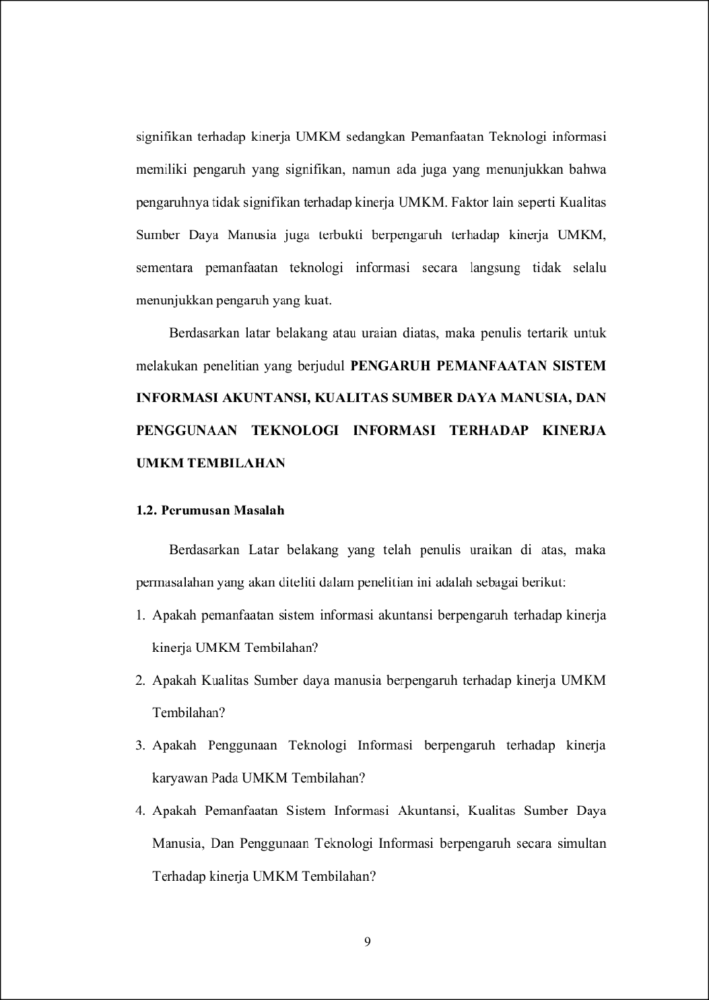 signifikan terhadap kinerja UMKM sedangkan Pemanfaatan Teknologi informasi
memiliki pengaruh yang signifikan, namun ada juga yang menunjukkan bahwa
pengaruhnya tidak signifikan terhadap kinerja UMKM. Faktor lain seperti Kualitas
Sumber Daya Manusia juga terbukti berpengaruh terhadap kinerja UMKM,
sementara pemanfaatan teknologi informasi secara langsung tidak selalu
menunjukkan pengaruh yang kuat.
Berdasarkan latar belakang atau uraian diatas, maka penulis tertarik untuk
melakukan penelitian yang berjudul PENGARUH PEMANFAATAN SISTEM
INFORMASI AKUNTANSI, KUALITAS SUMBER DAYA MANUSIA, DAN
PENGGUNAAN TEKNOLOGI INFORMASI TERHADAP KINERJA
UMKM TEMBILAHAN
1.2. Perumusan Masalah
Berdasarkan Latar belakang yang telah penulis uraikan di atas, maka
permasalahan yang akan diteliti dalam penelitian ini adalah sebagai berikut:
1. Apakah pemanfaatan sistem informasi akuntansi berpengaruh terhadap kinerja
kinerja UMKM Tembilahan?
2. Apakah Kualitas Sumber daya manusia berpengaruh terhadap kinerja UMKM
Tembilahan?
3. Apakah Penggunaan Teknologi Informasi berpengaruh terhadap kinerja
karyawan Pada UMKM Tembilahan?
4. Apakah Pemanfaatan Sistem Informasi Akuntansi, Kualitas Sumber Daya
Manusia, Dan Penggunaan Teknologi Informasi berpengaruh secara simultan
Terhadap kinerja UMKM Tembilahan?
9